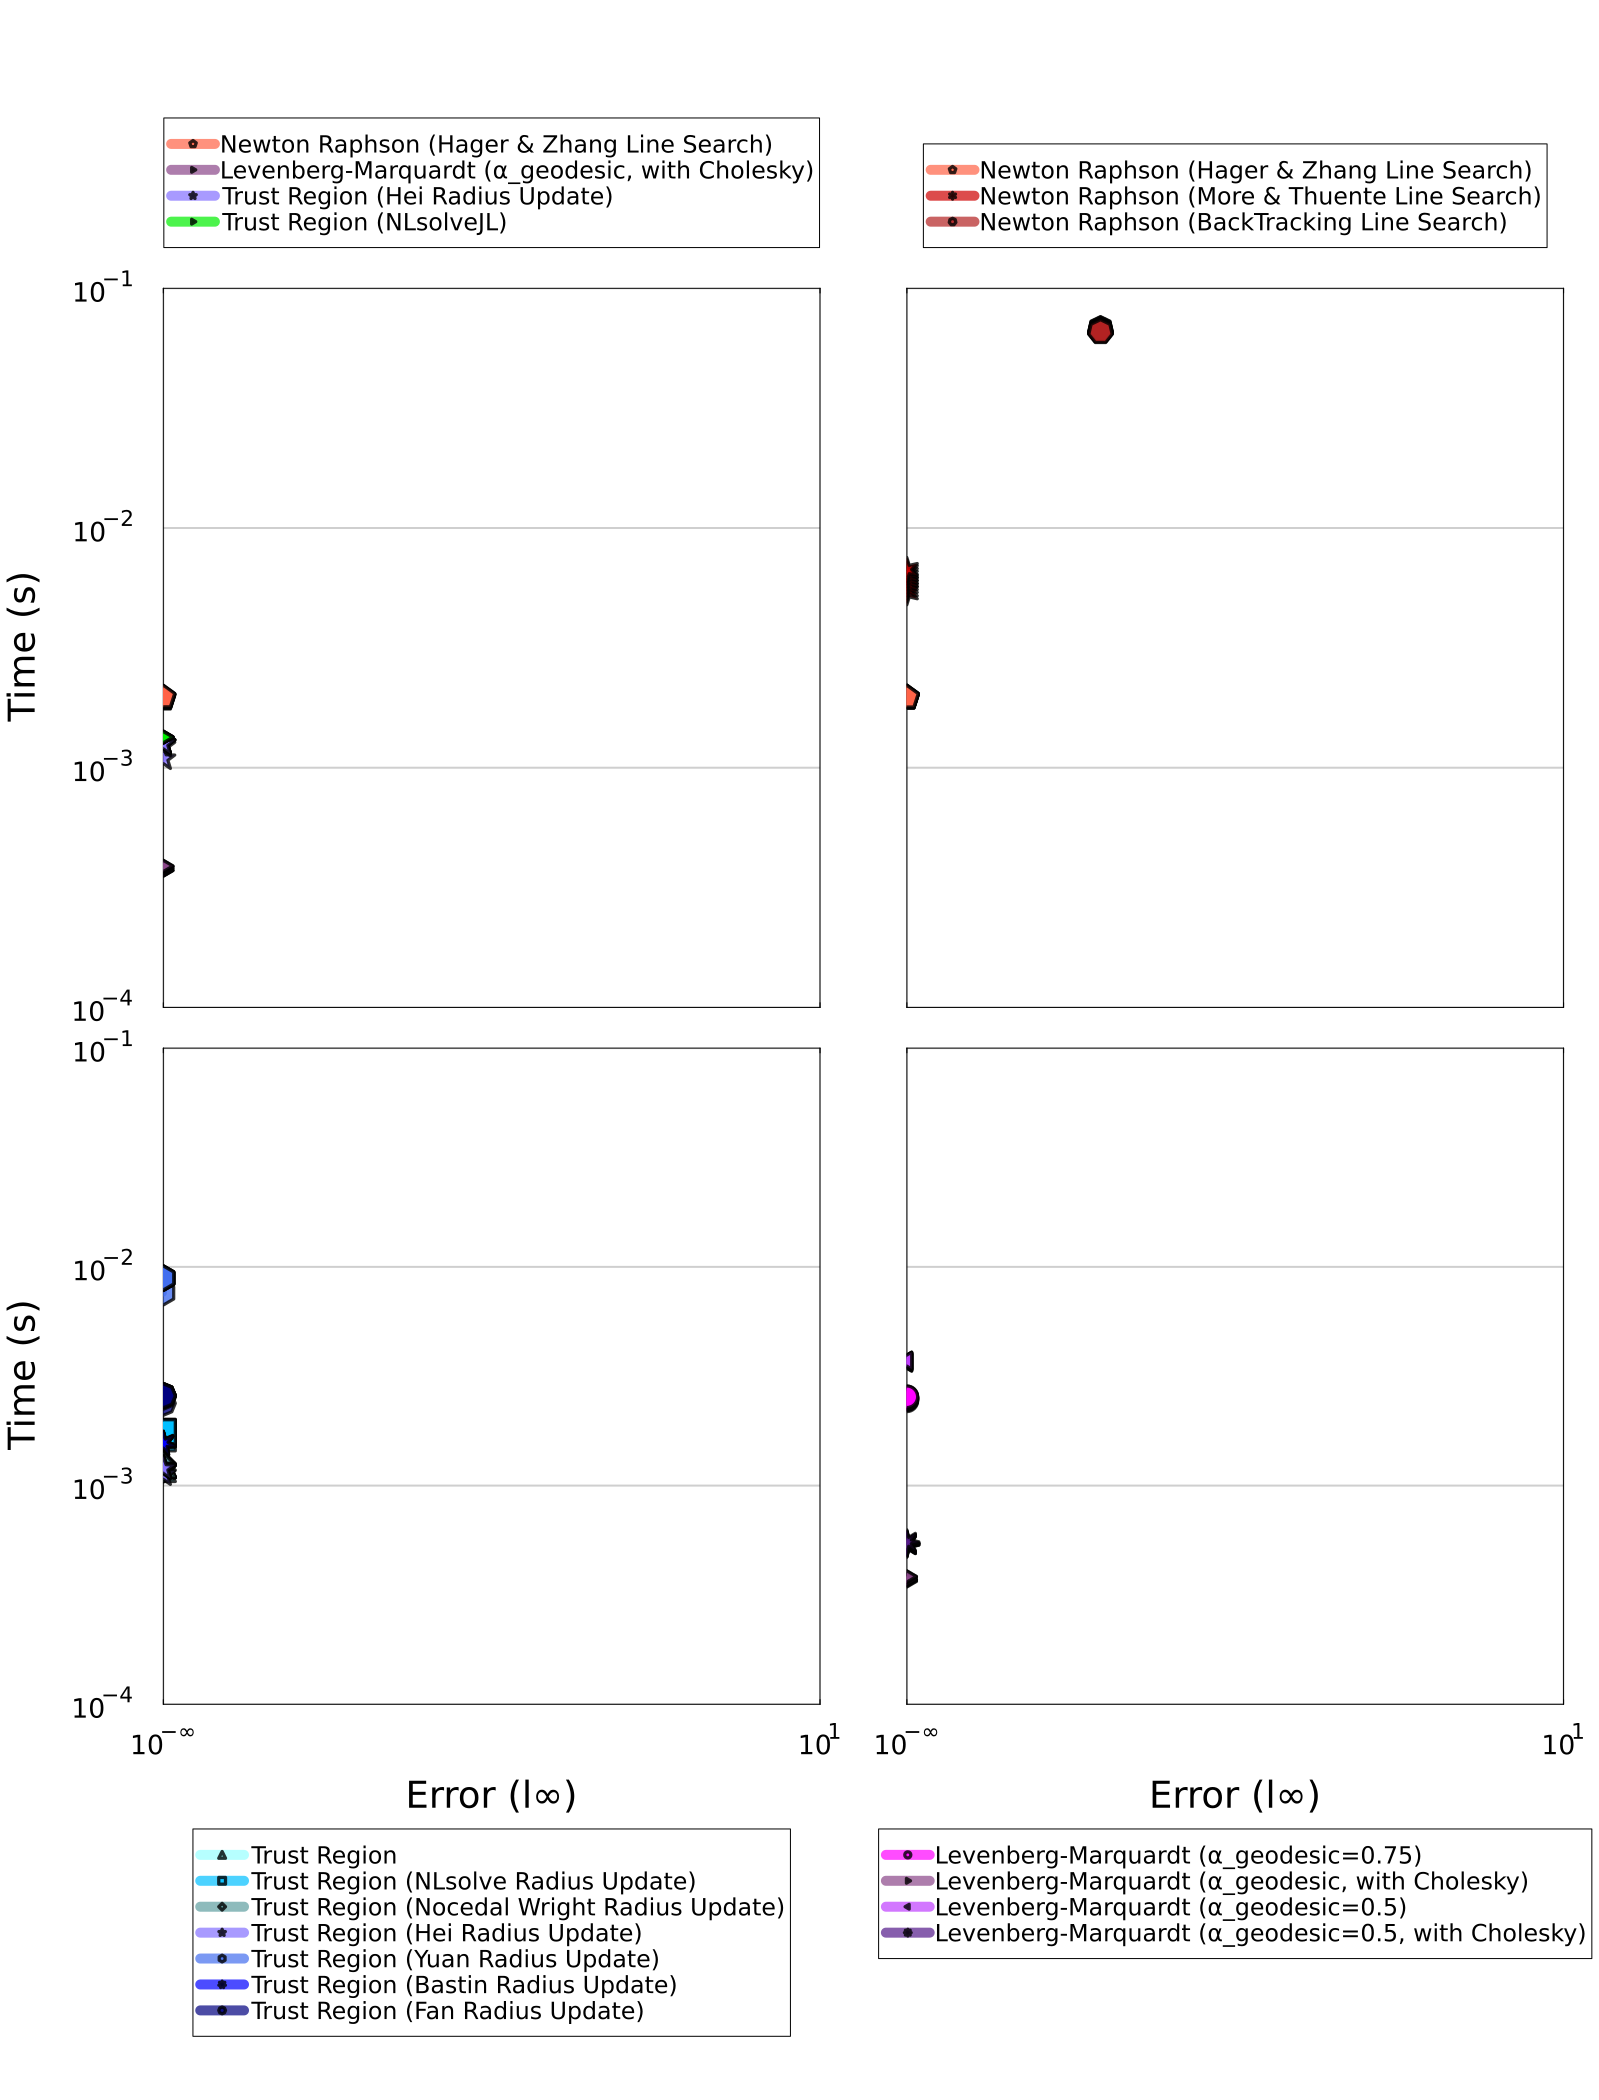 Newton Raphson (Hager & Zhang Line Search)
Levenberg-Marquardt (α_geodesic, with Cholesky)
Trust Region (Hei Radius Update)
Trust Region (NLsolveJL)
Newton Raphson (Hager & Zhang Line Search)
Newton Raphson (More & Thuente Line Search)
Newton Raphson (BackTracking Line Search)
10⁻¹
10⁻²
10⁻³
10⁻⁴
Time (s)
10⁻¹
10⁻²
10⁻³
10⁻⁴
Time (s)
10^−∞
10¹
10^−∞
10¹
Error (l∞)
Error (l∞)
Trust Region
Trust Region (NLsolve Radius Update)
Trust Region (Nocedal Wright Radius Update)
Trust Region (Hei Radius Update)
Trust Region (Yuan Radius Update)
Trust Region (Bastin Radius Update)
Trust Region (Fan Radius Update)
Levenberg-Marquardt (α_geodesic=0.75)
Levenberg-Marquardt (α_geodesic, with Cholesky)
Levenberg-Marquardt (α_geodesic=0.5)
Levenberg-Marquardt (α_geodesic=0.5, with Cholesky)